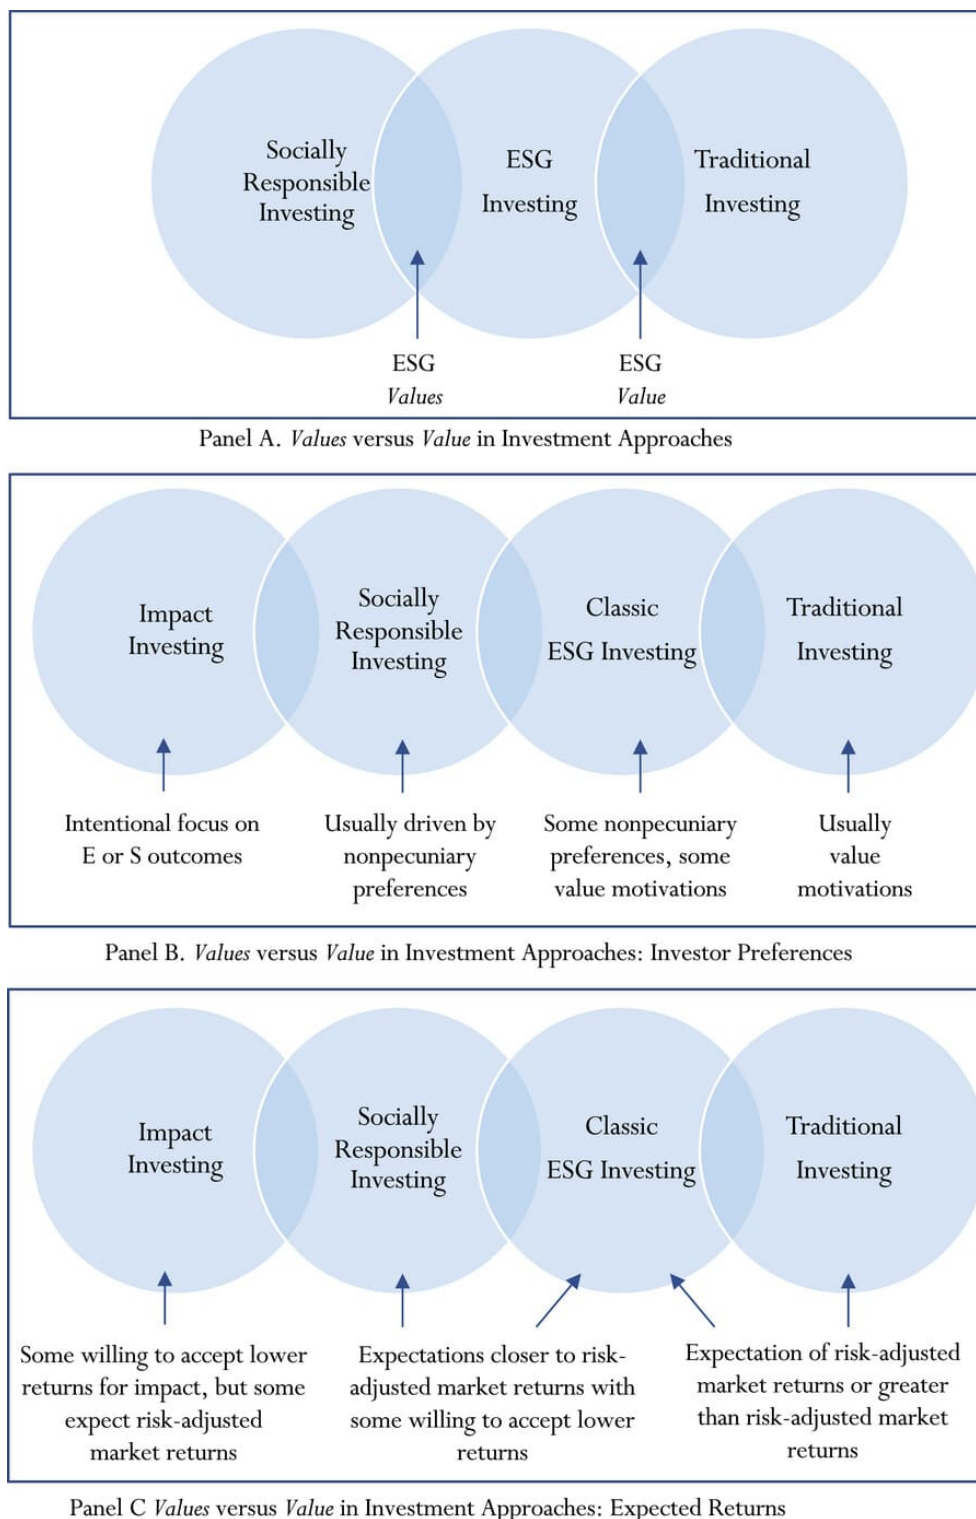 Socially
Responsible
Investing
ESG
Investing
Traditional
Investing
ESG
Values
ESG
Value
Panel A. Values versus Value in Investment Approaches
Impact
Investing
Socially
Responsible
Investing
Classic
ESG Investing
Traditional
Investing
Intentional focus on
E or S outcomes
Usually driven by
nonpecuniary
preferences
Some nonpecuniary
preferences, some
value motivations
Usually
value
motivations
Panel B. Values versus Value in Investment Approaches: Investor Preferences
Impact
Investing
Socially
Responsible
Investing
Classic
ESG Investing
Traditional
Investing
Some willing to accept lower
returns for impact, but some
expect risk-adjusted
market returns
Expectations closer to risk-
adjusted market returns with
some willing to accept lower
returns
Expectation of risk-adjusted
market returns or greater
than risk-adjusted market
returns
Panel C Values versus Value in Investment Approaches: Expected Returns